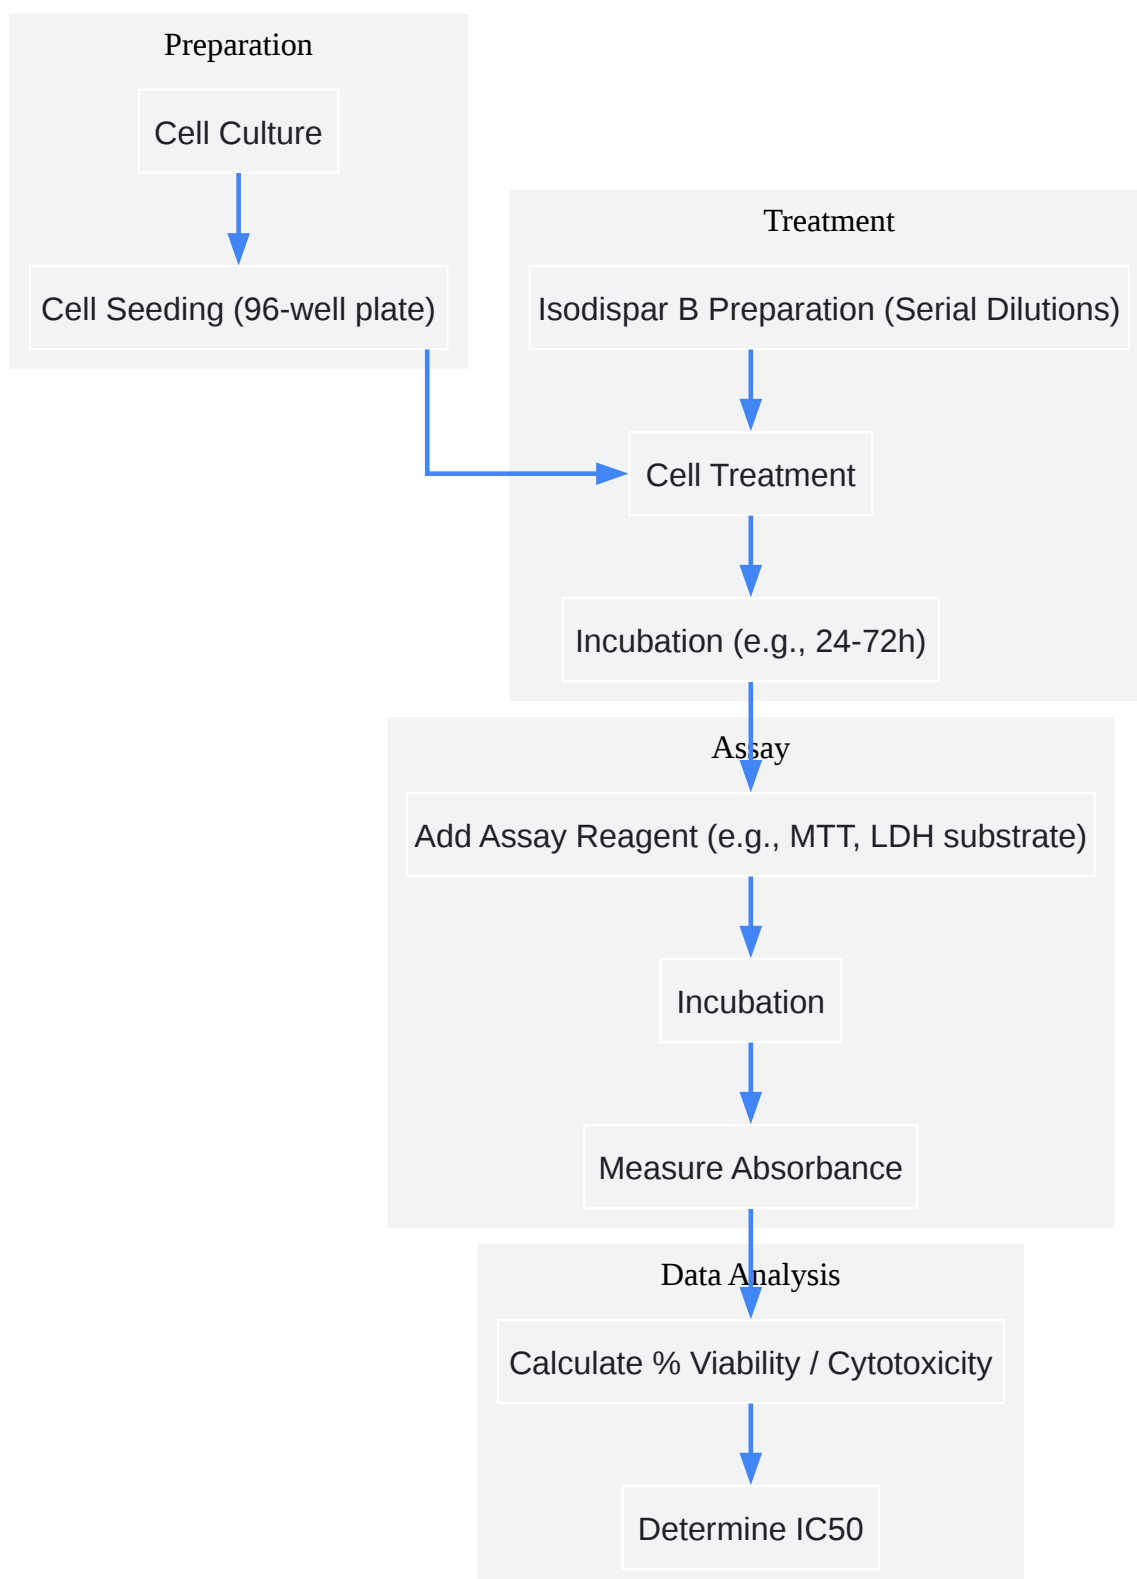 Preparation
Cell Culture
Cell Seeding (96-well plate)
Treatment
Isodispar B Preparation (Serial Dilutions)
Cell Treatment
Incubation (e.g., 24-72h)
Assay
Add Assay Reagent (e.g., MTT, LDH substrate)
Incubation
Measure Absorbance
Data Analysis
Calculate % Viability / Cytotoxicity
Determine IC50